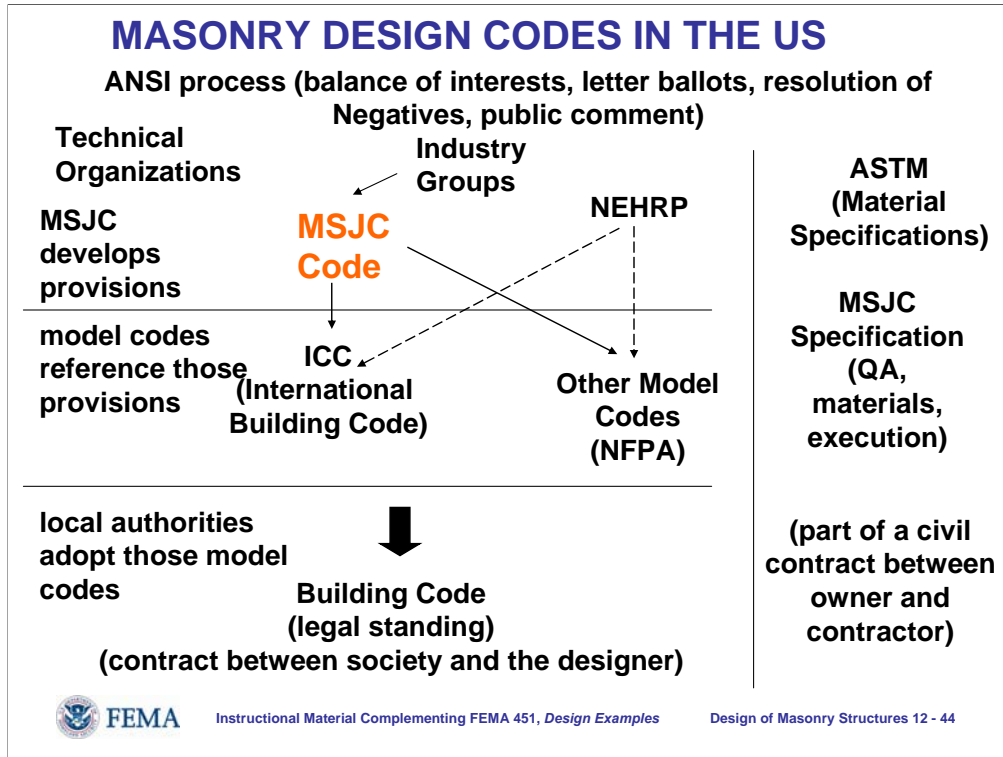 MASONRY DESIGN CODES IN THE US
ANSI process (balance of interests, letter ballots, resolution of
Negatives, public comment)
Technical
Organizations
Industry
Groups
MSJC
develops
provisions
MSJC
Code
NEHRP
model codes
reference those
provisions
ICC
(International
Building Code)
Other Model
Codes
(NFPA)
local authorities
adopt those model
codes
Building Code
(legal standing)
(contract between society and the designer)
ASTM
(Material
Specifications)
MSJC
Specification
(QA,
materials,
execution)
(part of a civil
contract between
owner and
contractor)
FEMA
Instructional Material Complementing FEMA 451, Design Examples
Design of Masonry Structures 12 - 44